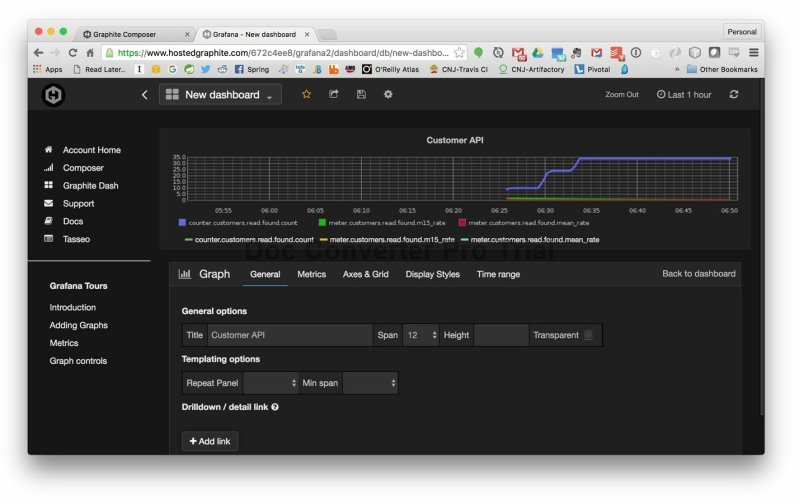 Graphite Composer
Grafana - New dashboard
Personal
https://www.hostedgraphite.com/672c4ee8/grafana2/dashboard/db/new-dashbo...
Apps
Read Later..
Spring
O'Reilly Atlas
CNJ-Travis CI
CNJ-Artifactory
Pivotal
»
Other Bookmarks
New dashboard
Zoom Out
Last 1 hour
Account Home
Composer
Graphite Dash
Support
Docs
Tasseo
Grafana Tours
Introduction
Adding Graphs
Metrics
Graph controls
Customer API
35.0
30.0
25.0
20.0
15.0
10.0
5.0
0
05:55 06:00 06:05 06:10 06:15 06:20 06:25 06:30 06:35 06:40 06:45 06:50
counter.customers.read.found.count meter.customers.read.found.m15_rate meter.customers.read.found.mean_rate
counter.customers.read.found.count meter.customers.read.found.m15_rate meter.customers.read.found.mean_rate
Doc Converter Pro Trial
Graph General Metrics Axes & Grid Display Styles Time range Back to dashboard
General options
Title Customer API Span 12 Height Transparent
Templating options
Repeat Panel Min span
Drilldown / detail link
+ Add link